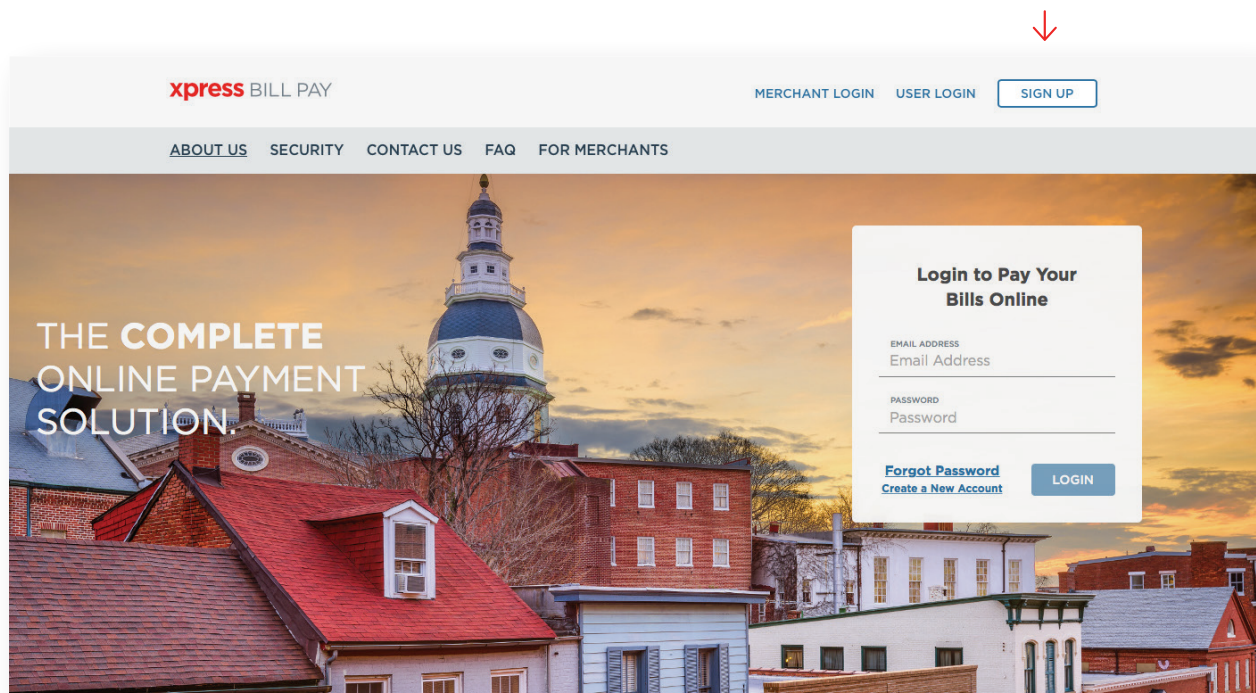 xpress BILL PAY
MERCHANT LOGIN USER LOGIN SIGN UP
ABOUT US SECURITY CONTACT US FAQ FOR MERCHANTS
THE COMPLETE
ONLINE PAYMENT
SOLUTION.
Login to Pay Your
Bills Online
EMAIL ADDRESS
Email Address
PASSWORD
Password
Forgot Password
Create a New Account
LOGIN